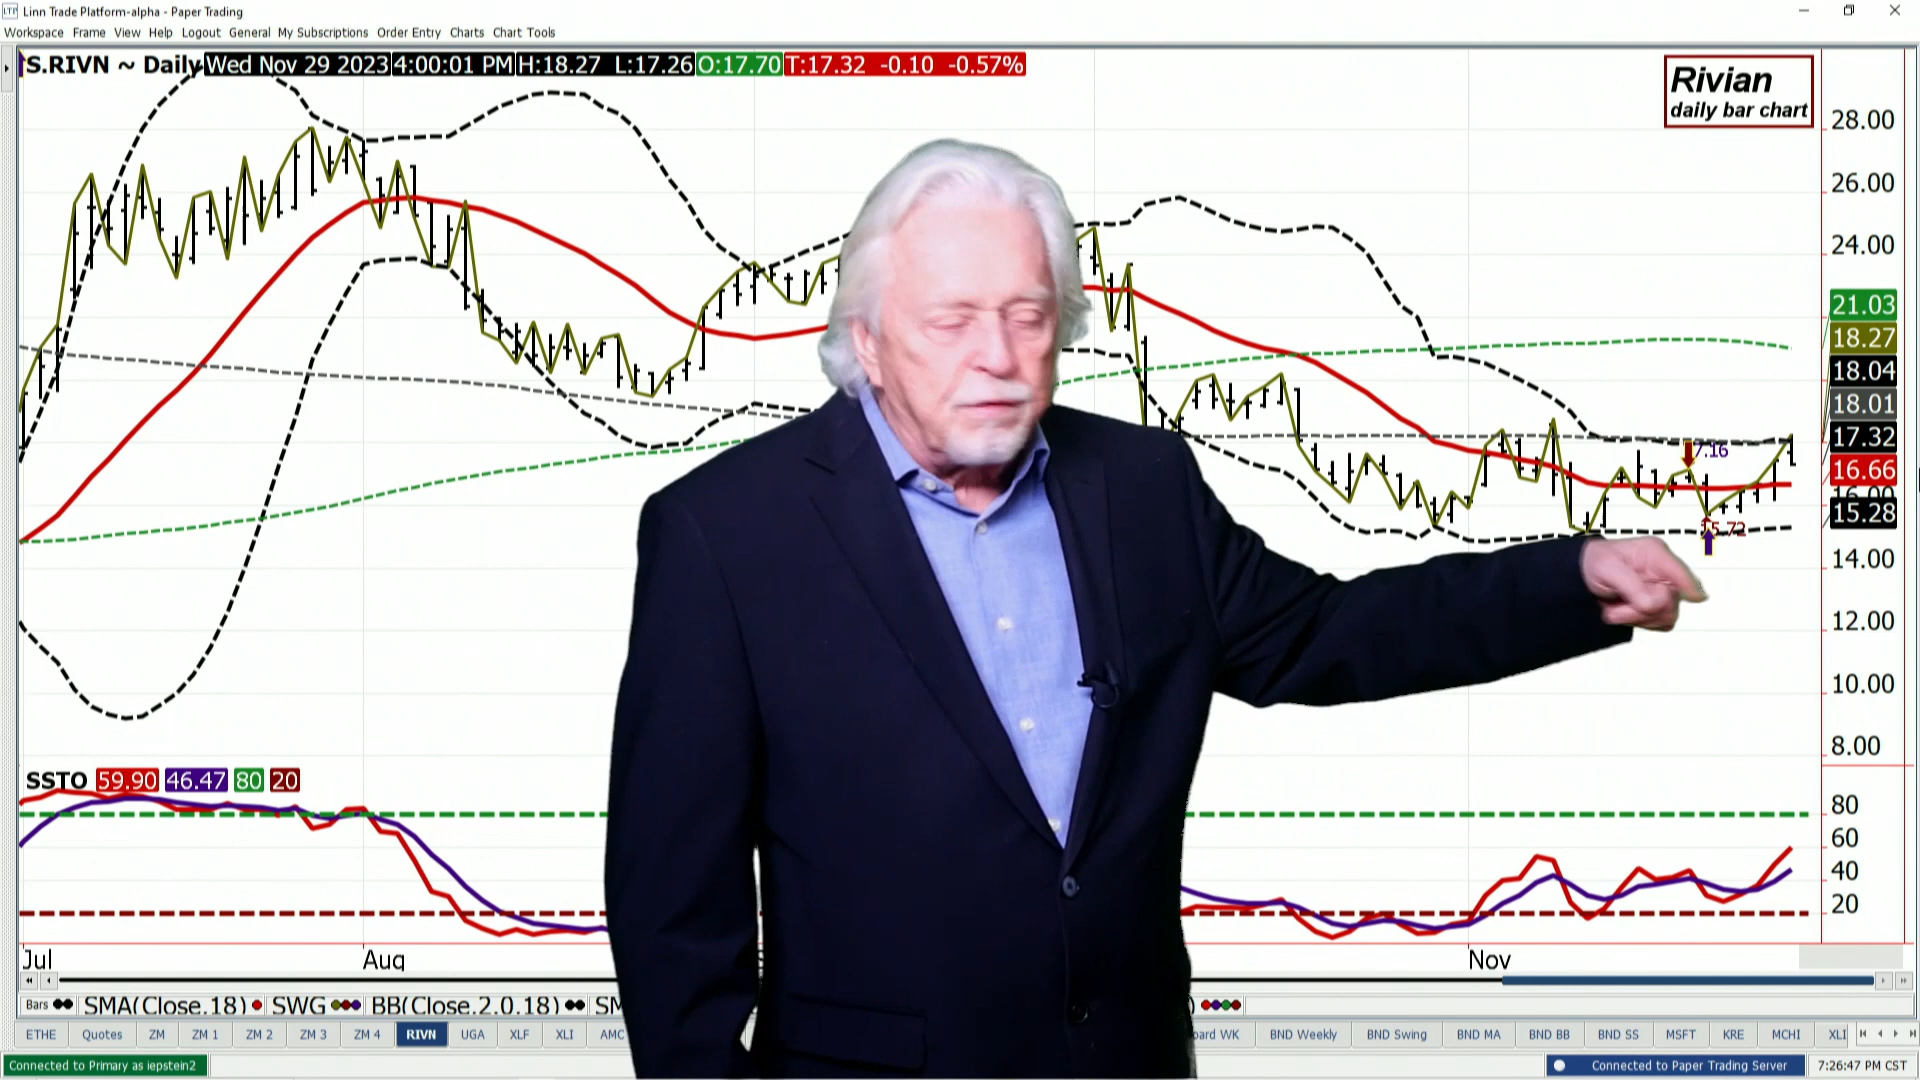 Linn Trade Platform-alpha - Paper Trading
Workspace Frame View Help Logout General My Subscriptions Order Entry Charts Chart Tools
S.RIVN ~ Daily Wed Nov 29 2023 4:00:01 PM H:18.27 L:17.26 O:17.70 T:17.32 -0.10 -0.57%
Rivian
daily bar chart
28.00
26.00
24.00
21.03
18.27
18.04
18.01
17.32
16.66
16.00
15.28
14.00
12.00
10.00
8.00
7.16
15.72
SSTO 59.90 46.47 80 20
80
60
40
20
Jul Aug Nov
Bars SMA(Close,18) SWG BB(Close,2.0,18)
ETHE Quotes ZM ZM 1 ZM 2 ZM 3 ZM 4 RIVN UGA XLF XLI AMC WK BND Weekly BND Swing BND MA BND BB BND SS MSFT KRE MCHI XLI
Connected to Primary as iepstein2 Connected to Paper Trading Server 7:26:47 PM CST